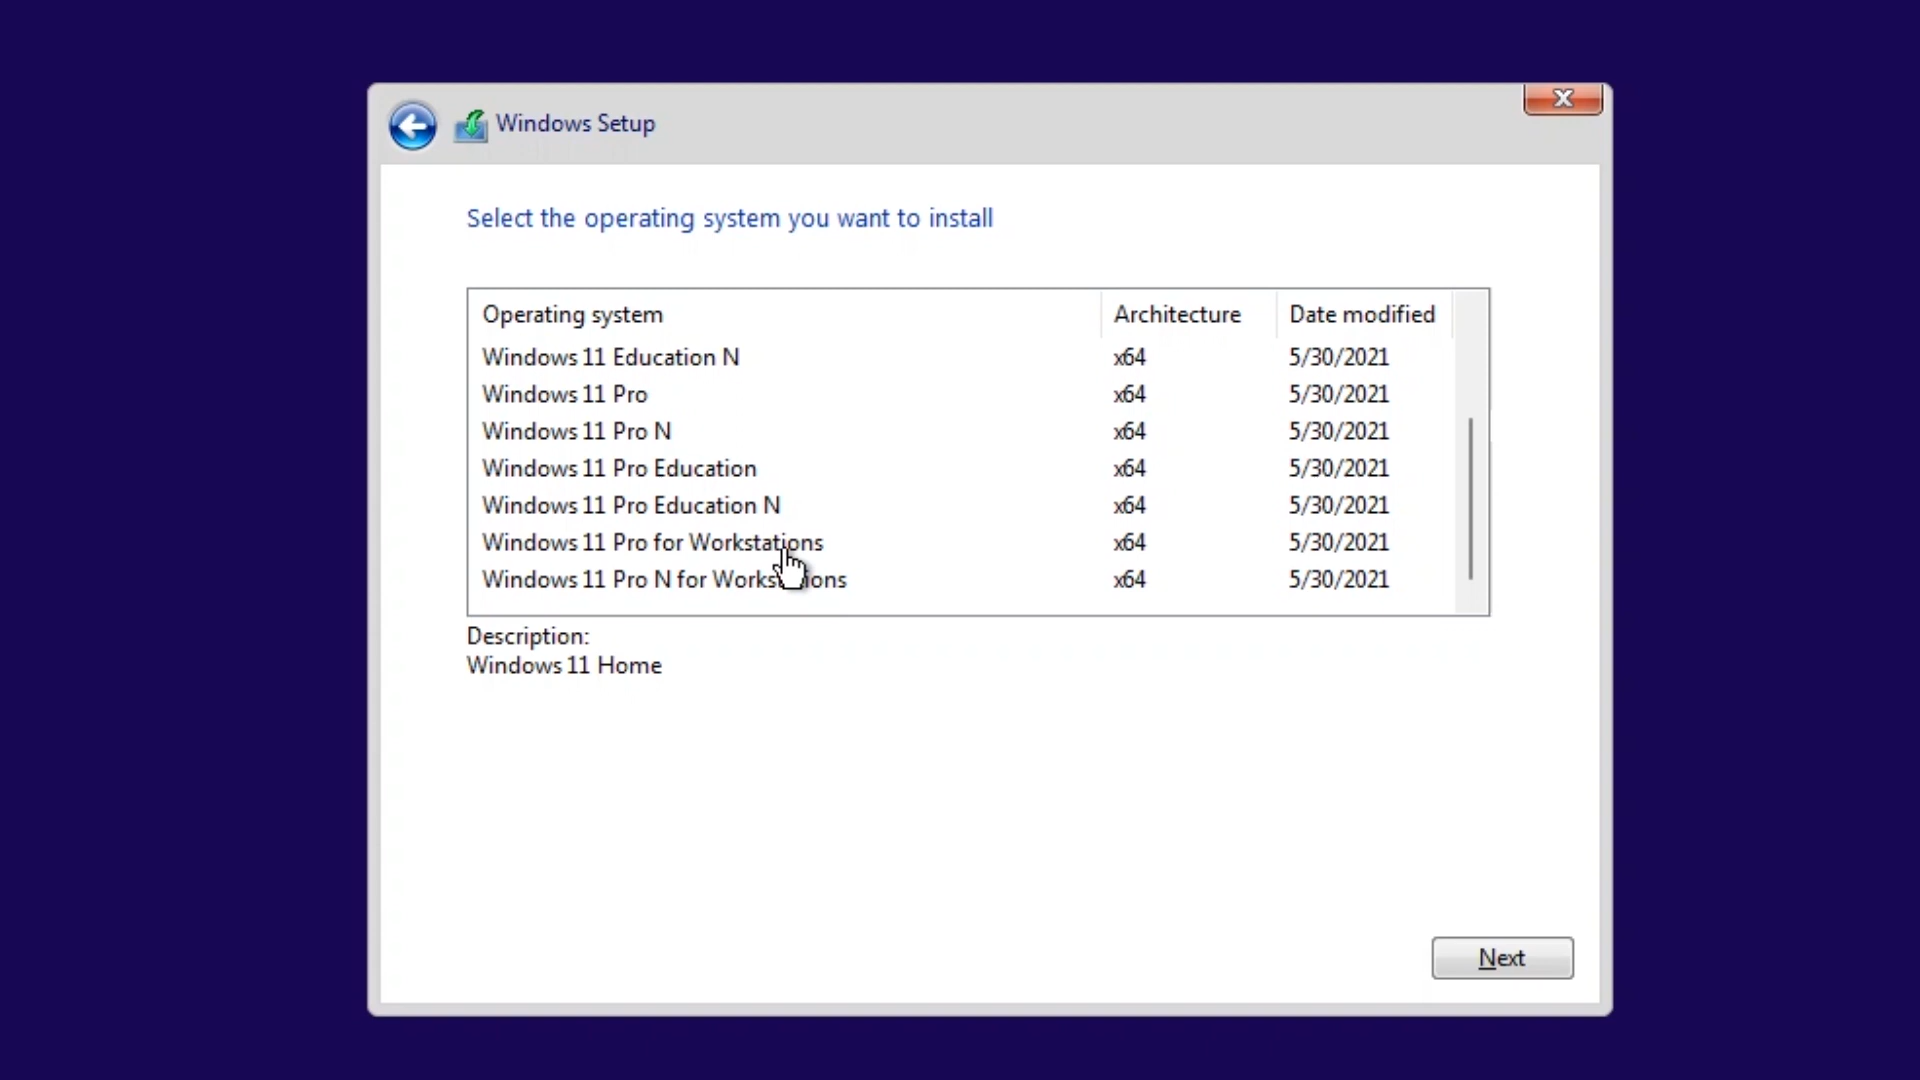 Windows Setup
X
Select the operating system you want to install
Operating system Architecture Date modified
Windows 11 Education N x64 5/30/2021
Windows 11 Pro x64 5/30/2021
Windows 11 Pro N x64 5/30/2021
Windows 11 Pro Education x64 5/30/2021
Windows 11 Pro Education N x64 5/30/2021
Windows 11 Pro for Workstations x64 5/30/2021
Windows 11 Pro N for Workstations x64 5/30/2021
Description:
Windows 11 Home
Next